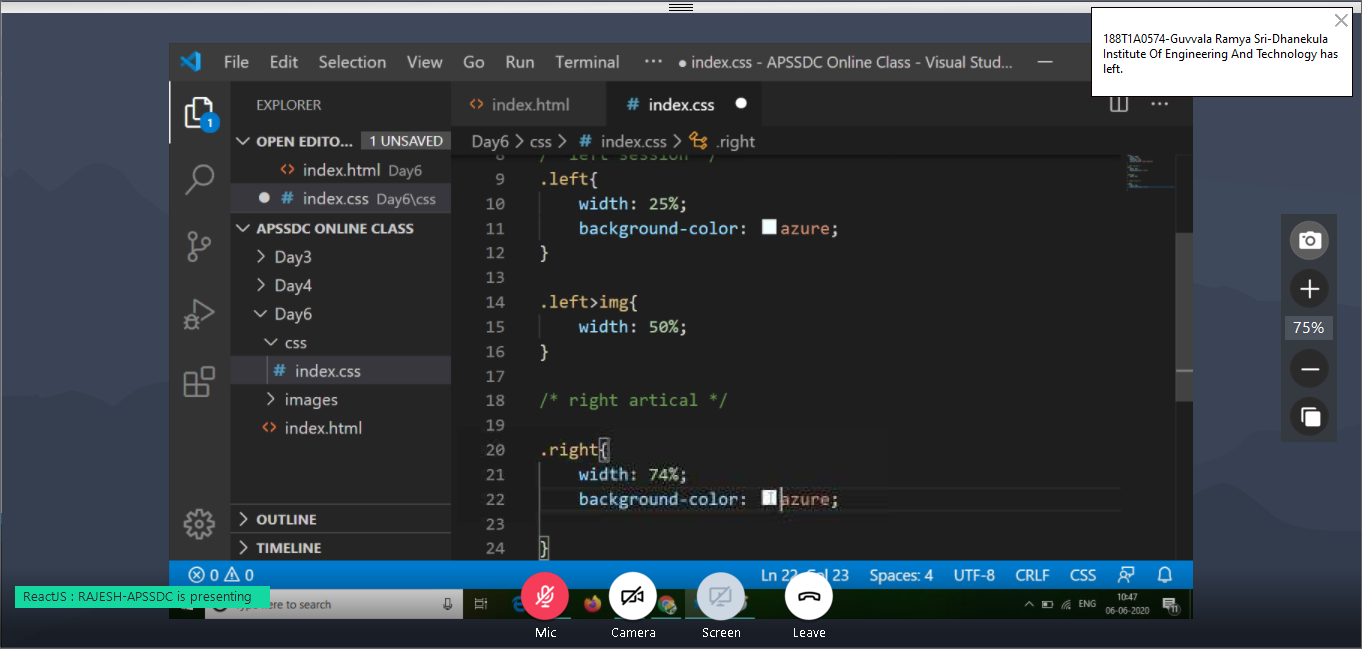 188T1A0574-Guvvala Ramya Sri-Dhanekula
Institute Of Engineering And Technology has
left.
File Edit Selection View Go Run Terminal ··· ● index.css - APSSDC Online Class - Visual Stud...
EXPLORER
<> index.html # index.css ●
1
OPEN EDITO... 1 UNSAVED
Day6 > css > # index.css > .right
<> index.html Day6
● # index.css Day6\css
APSSDC ONLINE CLASS
> Day3
> Day4
Day6
css
# index.css
> images
<> index.html
> OUTLINE
> TIMELINE
8 /* left session */
9 .left{
10 width: 25%;
11 background-color: azure;
12 }
13
14 .left>img{
15 width: 50%;
16 }
17
18 /* right artical */
19
20 .right{
21 width: 74%;
22 background-color: azure;
23
24 }
75%
0 0
Ln 22, Col 23 Spaces: 4 UTF-8 CRLF CSS
ReactJS : RAJESH-APSSDC is presenting
here to search
ENG
10:47
06-06-2020
11
Mic Camera Screen Leave